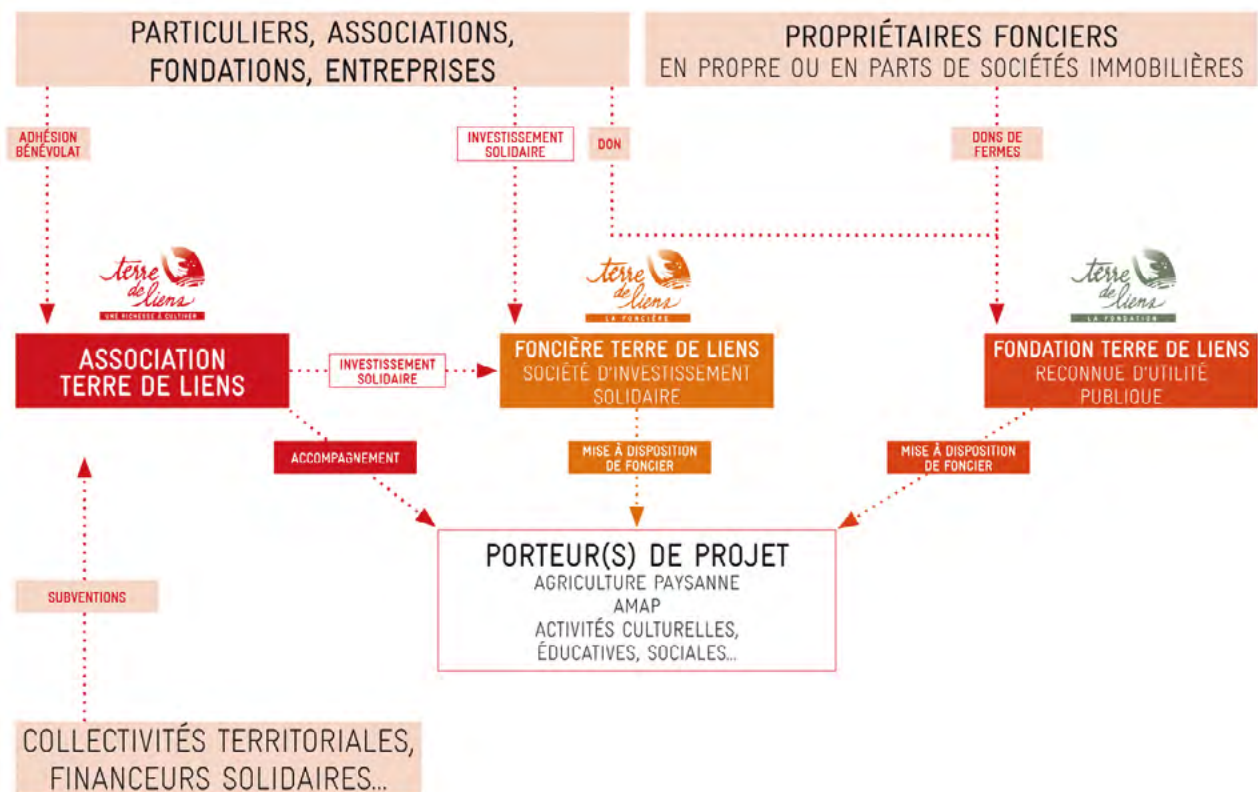 PARTICULIERS, ASSOCIATIONS,
FONDATIONS, ENTREPRISES
PROPRIÉTAIRES FONCIERS
EN PROPRE OU EN PARTS DE SOCIÉTÉS IMMOBILIÈRES
ADHÉSION
BÉNÉVOLAT
INVESTISSEMENT
SOLIDAIRE
DON
DONS DE
FERMES
terre
de liens
UNE RICHESSE À CULTIVER
terre
de liens
LA FONCIÈRE
terre
de liens
LA FONDATION
ASSOCIATION
TERRE DE LIENS
INVESTISSEMENT
SOLIDAIRE
FONCIÈRE TERRE DE LIENS
SOCIÉTÉ D'INVESTISSEMENT
SOLIDAIRE
FONDATION TERRE DE LIENS
RECONNUE D'UTILITÉ
PUBLIQUE
ACCOMPAGNEMENT
MISE À DISPOSITION
DE FONCIER
MISE À DISPOSITION
DE FONCIER
PORTEUR(S) DE PROJET
AGRICULTURE PAYSANNE
AMAP
ACTIVITÉS CULTURELLES,
ÉDUCATIVES, SOCIALES...
SUBVENTIONS
COLLECTIVITÉS TERRITORIALES,
FINANCEURS SOLIDAIRES...